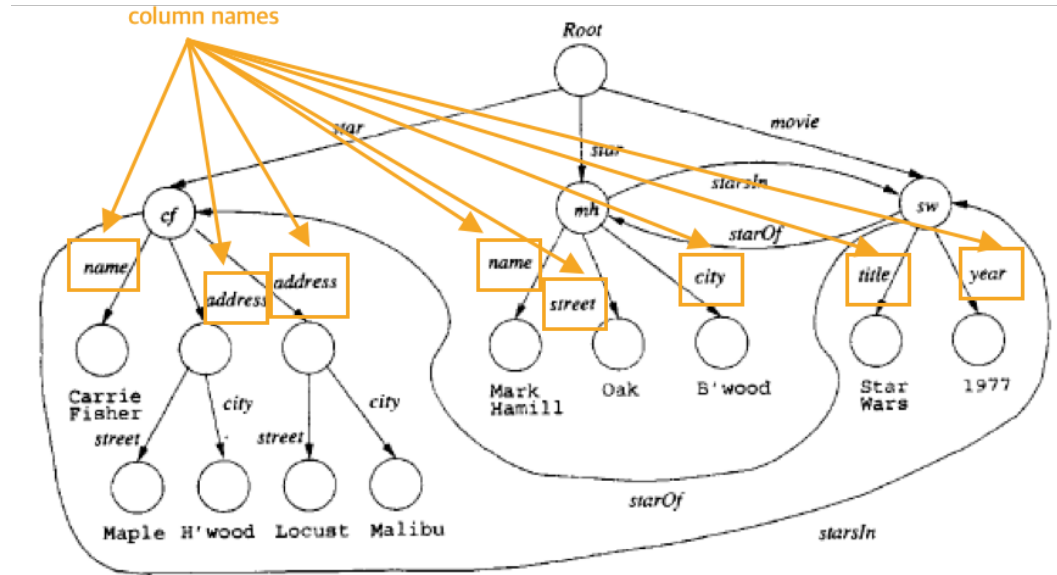 column names
Root
star
star
movie
cf
mh
starsIn
sw
starOf
name
address
address
name
street
city
title
year
Carrie
Fisher
Mark
Hamill
Oak
B'wood
Star
Wars
1977
street
city
street
city
Maple
H'wood
Locust
Malibu
starOf
starsIn